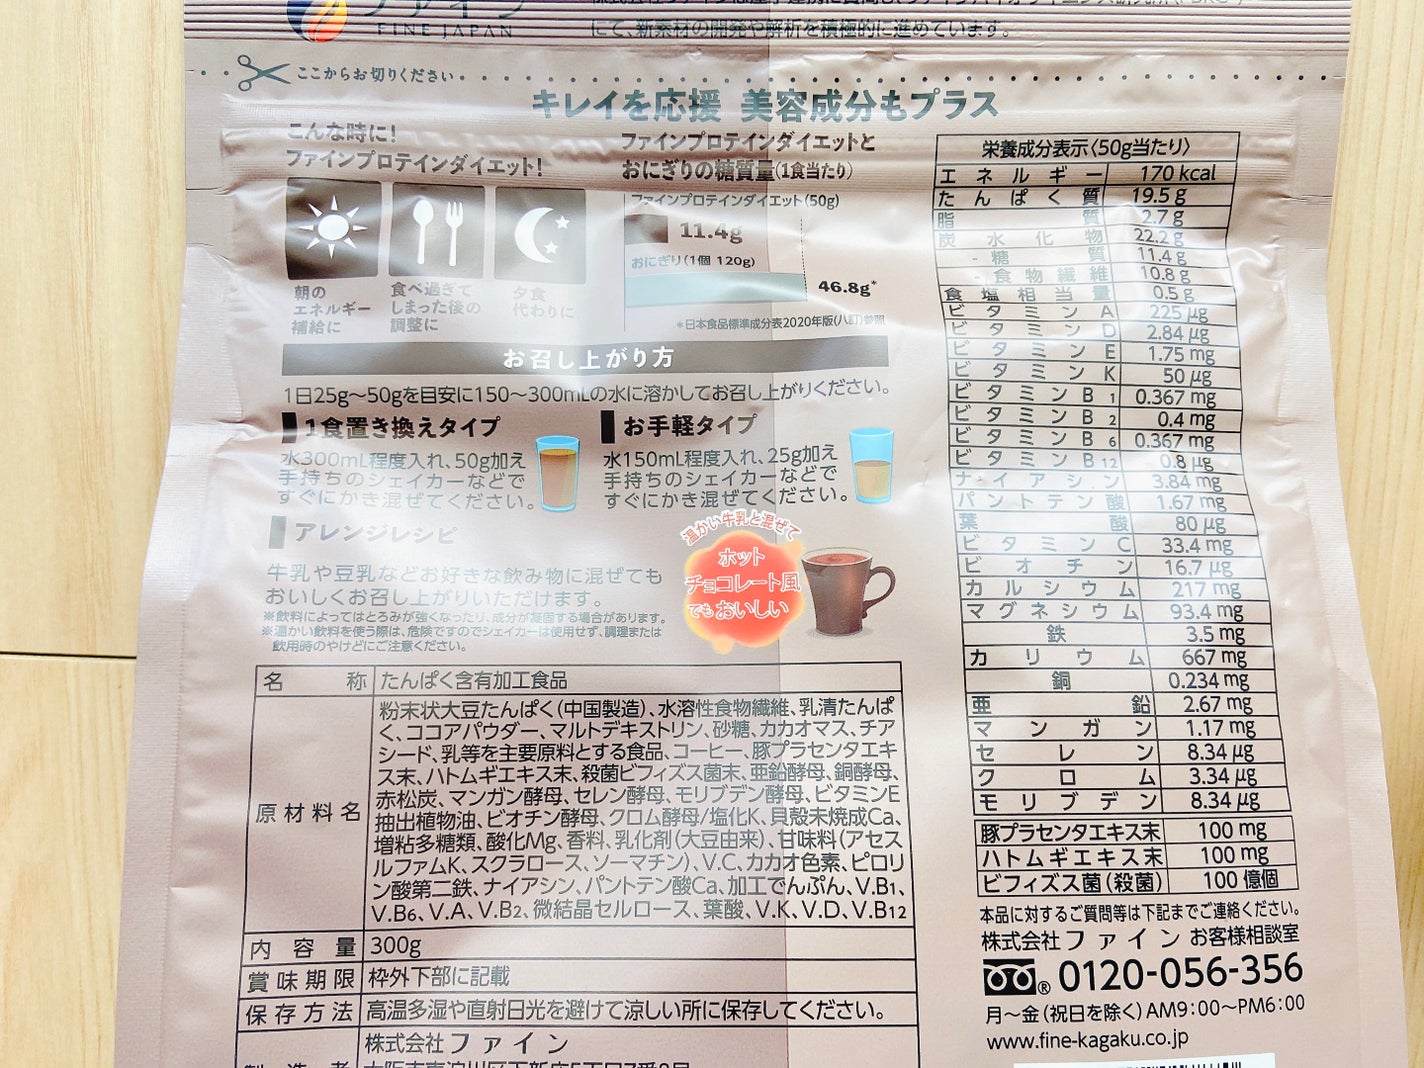 ファイン
FINE JAPAN
にて、新素材の開発や解析を積極的に進めています。
ここからお切りください
キレイを応援 美容成分もプラス
こんな時に!
ファインプロテインダイエット!
朝の
エネルギー
補給に
食べ過ぎて
しまった後の
調整に
夕食
代わりに
ファインプロテインダイエットと
おにぎりの糖質量(1食当たり)
ファインプロテインダイエット(50g)
11.4g
おにぎり(1個 120g)
46.8g*
*日本食品標準成分表2020年版(八訂)参照
お召し上がり方
1日25g〜50gを目安に150〜300mLの水に溶かしてお召し上がりください。
1食置き換えタイプ
水300mL程度入れ、50g加え
手持ちのシェイカーなどで
すぐにかき混ぜてください。
お手軽タイプ
水150mL程度入れ、25g加え
手持ちのシェイカーなどで
すぐにかき混ぜてください。
アレンジレシピ
牛乳や豆乳などお好きな飲み物に混ぜても
おいしくお召し上がりいただけます。
※飲料によってはとろみが強くなったり、成分が凝固する場合があります。
※温かい飲料を使う際は、危険ですのでシェイカーは使用せず、調理または
飲用時のやけどにご注意ください。
温かい牛乳と混ぜて
ホット
チョコレート風
でもおいしい
名称 たんぱく含有加工食品
原材料名 粉末状大豆たんぱく(中国製造)、水溶性食物繊維、乳清たんぱ
く、ココアパウダー、マルトデキストリン、砂糖、カカオマス、チア
シード、乳等を主要原料とする食品、コーヒー、豚プラセンタエキ
ス末、ハトムギエキス末、殺菌ビフィズス菌末、亜鉛酵母、銅酵母、
赤松炭、マンガン酵母、セレン酵母、モリブデン酵母、ビタミンE
抽出植物油、ビオチン酵母、クロム酵母/塩化K、貝殻未焼成Ca、
増粘多糖類、酸化Mg、香料、乳化剤(大豆由来)、甘味料(アセス
ルファムK、スクラロース、ソーマチン)、V.C、カカオ色素、ピロリ
ン酸第二鉄、ナイアシン、パントテン酸Ca、加工でんぷん、V.B1、
V.B6、V.A、V.B2、微結晶セルロース、葉酸、V.K、V.D、V.B12
内容量 300g
賞味期限 枠外下部に記載
保存方法 高温多湿や直射日光を避けて涼しい所に保存してください。
製造者 株式会社ファイン
栄養成分表示〈50g当たり〉
エネルギー 170 kcal
たんぱく質 19.5 g
脂質 2.7 g
炭水化物 22.2 g
-糖質 11.4 g
-食物繊維 10.8 g
食塩相当量 0.5 g
ビタミンA 225 μg
ビタミンD 2.84 μg
ビタミンE 1.75 mg
ビタミンK 50 μg
ビタミンB1 0.367 mg
ビタミンB2 0.4 mg
ビタミンB6 0.367 mg
ビタミンB12 0.8 μg
ナイアシン 3.84 mg
パントテン酸 1.67 mg
葉酸 80 μg
ビタミンC 33.4 mg
ビオチン 16.7 μg
カルシウム 217 mg
マグネシウム 93.4 mg
鉄 3.5 mg
カリウム 667 mg
銅 0.234 mg
亜鉛 2.67 mg
マンガン 1.17 mg
セレン 8.34 μg
クロム 3.34 μg
モリブデン 8.34 μg
豚プラセンタエキス末 100 mg
ハトムギエキス末 100 mg
ビフィズス菌(殺菌) 100 億個
本品に対するご質問等は下記までご連絡ください。
株式会社ファイン お客様相談室
® 0120-056-356
月〜金(祝日を除く)AM9:00〜PM6:00
www.fine-kagaku.co.jp